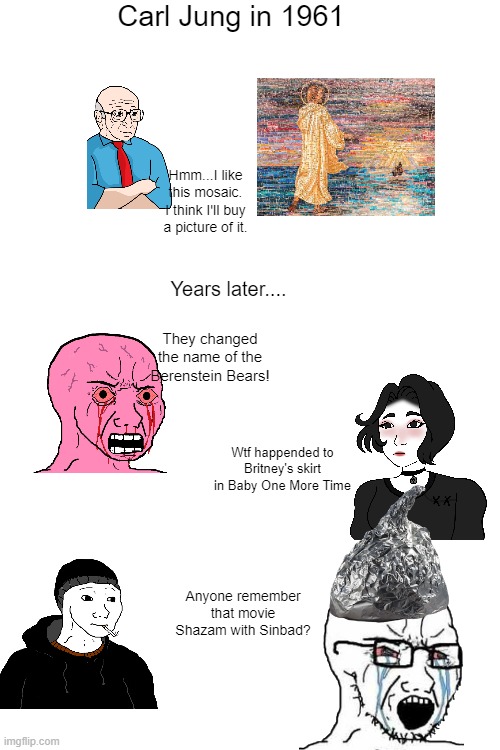 Carl Jung in 1961
Hmm...I like
this mosaic.
I think I'll buy
a picture of it.
Years later....
They changed
the name of the
Berenstein Bears!
Wtf happended to
Britney's skirt
in Baby One More Time
Anyone remember
that movie
Shazam with Sinbad?
imgflip.com